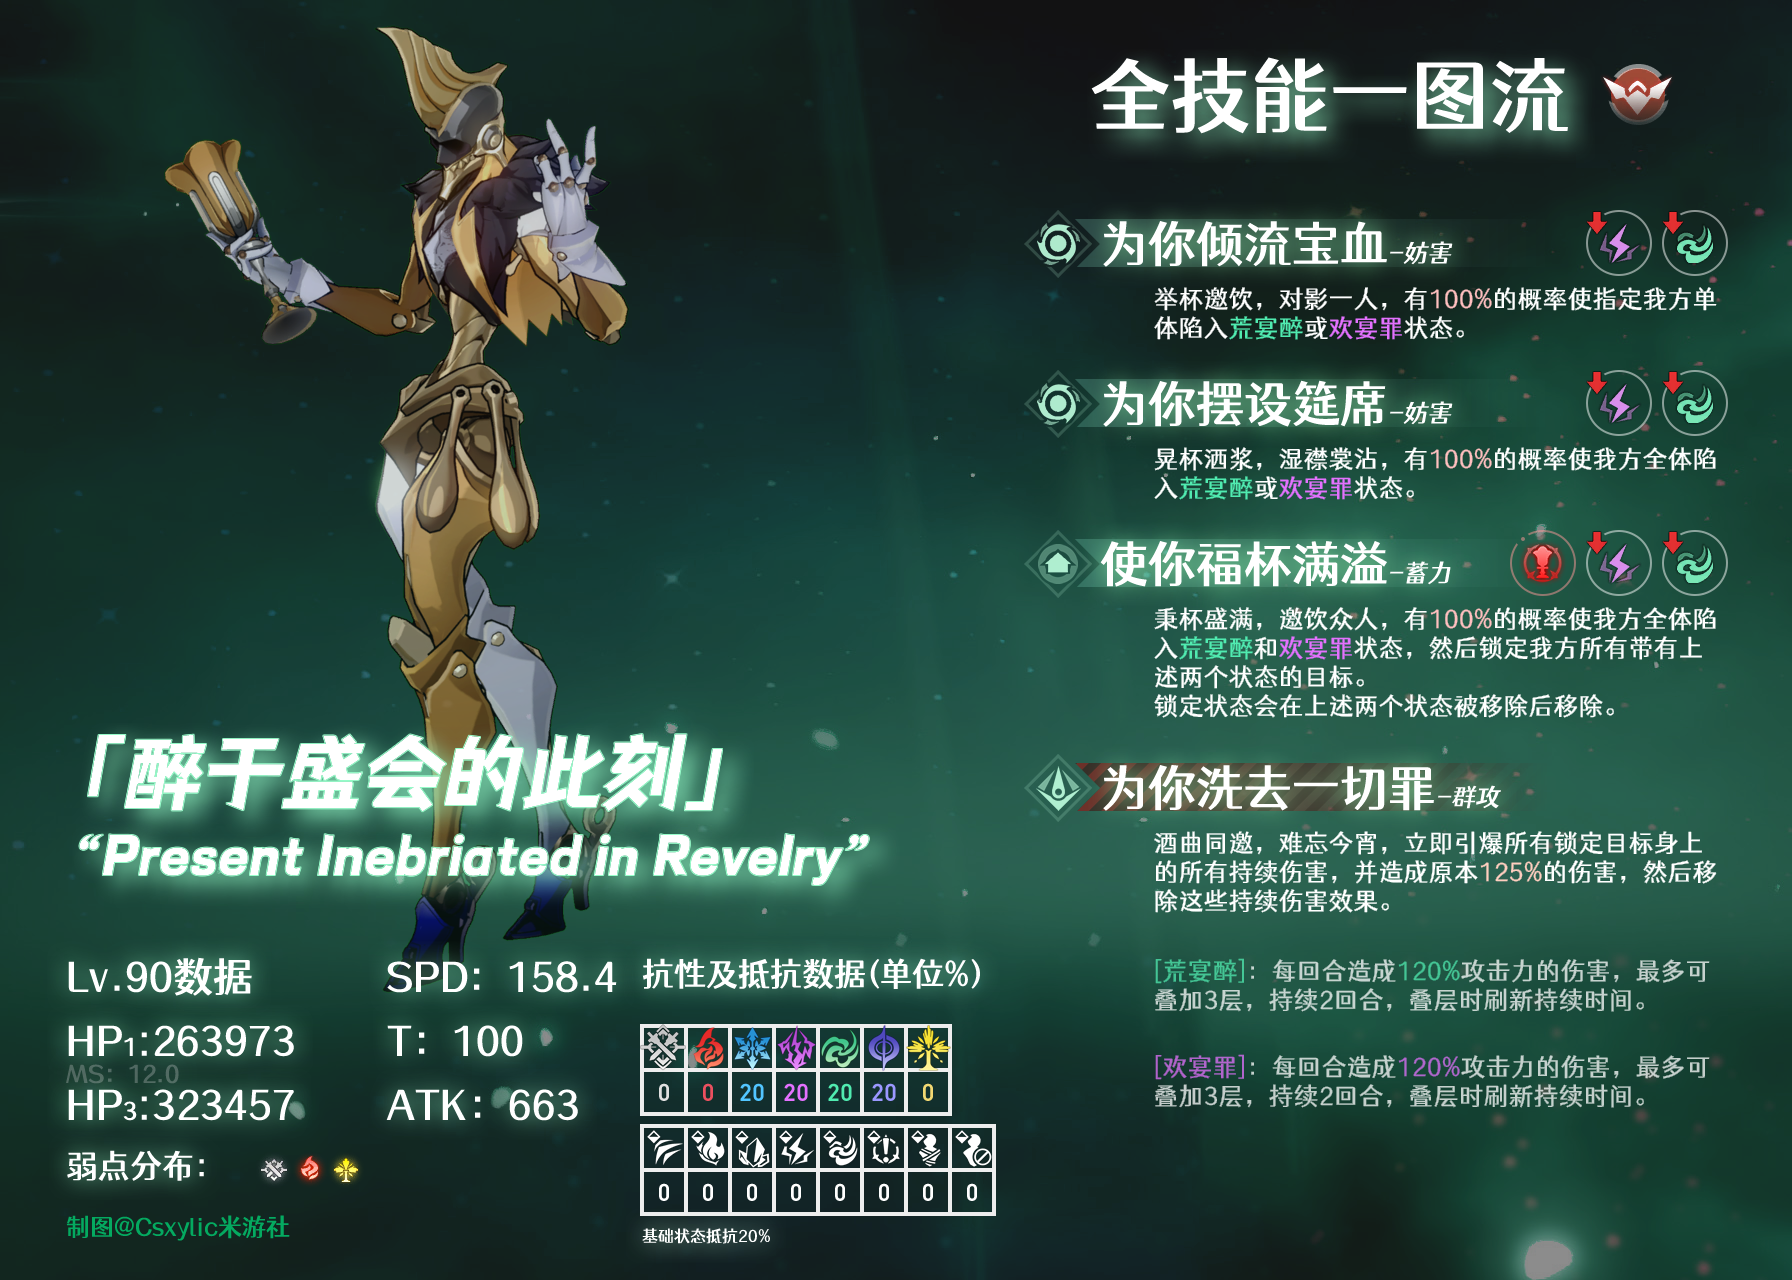 全技能一图流
为你倾流宝血-妨害
举杯邀饮，对影一人，有100%的概率使指定我方单
体陷入荒宴醉或欢宴罪状态。
为你摆设筵席-妨害
晃杯洒浆，湿襟裳沾，有100%的概率使我方全体陷
入荒宴醉或欢宴罪状态。
使你福杯满溢-蓄力
秉杯盛满，邀饮众人，有100%的概率使我方全体陷
入荒宴醉和欢宴罪状态，然后锁定我方所有带有上
述两个状态的目标。
锁定状态会在上述两个状态被移除后移除。
为你洗去一切罪-群攻
酒曲同邀，难忘今宵，立即引爆所有锁定目标身上
的所有持续伤害，并造成原本125%的伤害，然后移
除这些持续伤害效果。
[荒宴醉]：每回合造成120%攻击力的伤害，最多可
叠加3层，持续2回合，叠层时刷新持续时间。
[欢宴罪]：每回合造成120%攻击力的伤害，最多可
叠加3层，持续2回合，叠层时刷新持续时间。
「醉于盛会的此刻」
“Present Inebriated in Revelry”
Lv.90数据
SPD：158.4
HP1:263973
T：100
MS：12.0
HP3:323457
ATK：663
弱点分布：
制图@Csxylic米游社
抗性及抵抗数据(单位%)
0 0 20 20 20 20 0
0 0 0 0 0 0 0 0
基础状态抵抗20%